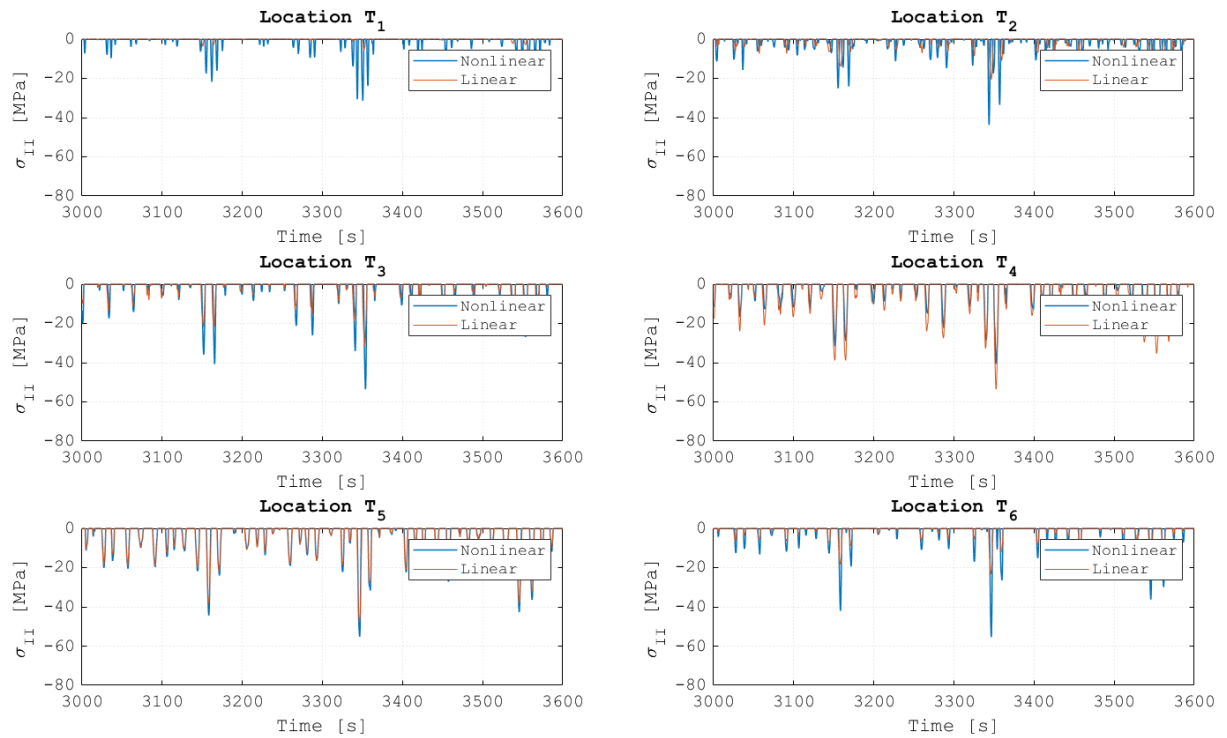 Location T1
0
-20
-40
-60
-80
σII [MPa]
3000 3100 3200 3300 3400 3500 3600
Time [s]
Nonlinear
Linear
Location T2
0
-20
-40
-60
-80
σII [MPa]
3000 3100 3200 3300 3400 3500 3600
Time [s]
Nonlinear
Linear
Location T3
0
-20
-40
-60
-80
σII [MPa]
3000 3100 3200 3300 3400 3500 3600
Time [s]
Nonlinear
Linear
Location T4
0
-20
-40
-60
-80
σII [MPa]
3000 3100 3200 3300 3400 3500 3600
Time [s]
Nonlinear
Linear
Location T5
0
-20
-40
-60
-80
σII [MPa]
3000 3100 3200 3300 3400 3500 3600
Time [s]
Nonlinear
Linear
Location T6
0
-20
-40
-60
-80
σII [MPa]
3000 3100 3200 3300 3400 3500 3600
Time [s]
Nonlinear
Linear